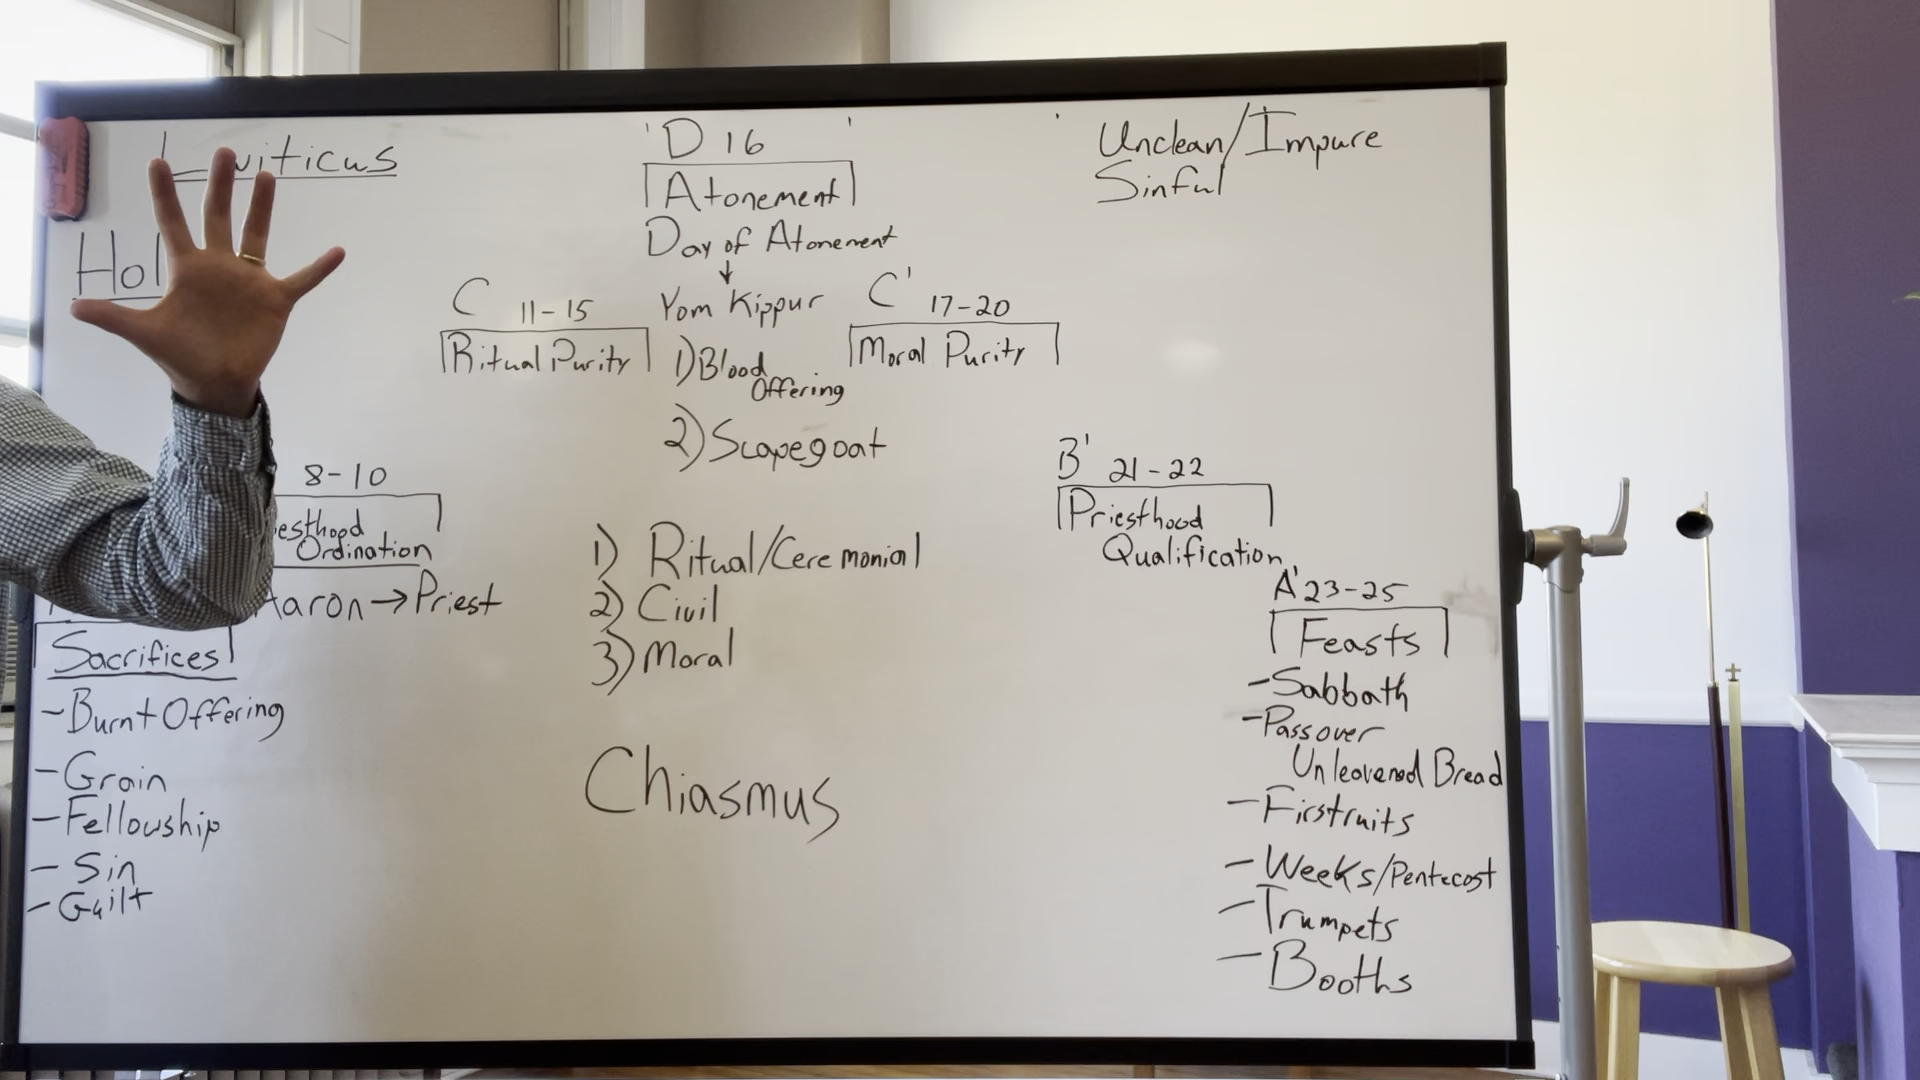 Leviticus
Hol
D 16
Atonement
Day of Atonement
↓
Yom Kippur
1) Blood
Offering
2) Scapegoat
C 11-15
Ritual Purity
C' 17-20
Moral Purity
Unclean/Impure
Sinful
8-10
esthood
Ordination
Aaron → Priest
Sacrifices
- Burnt Offering
- Grain
- Fellowship
- Sin
- Guilt
1) Ritual/Ceremonial
2) Civil
3) Moral
Chiasmus
B' 21-22
Priesthood
Qualification
A' 23-25
Feasts
- Sabbath
- Passover
Unleavened Bread
- Firstruits
- Weeks/Pentecost
- Trumpets
- Booths